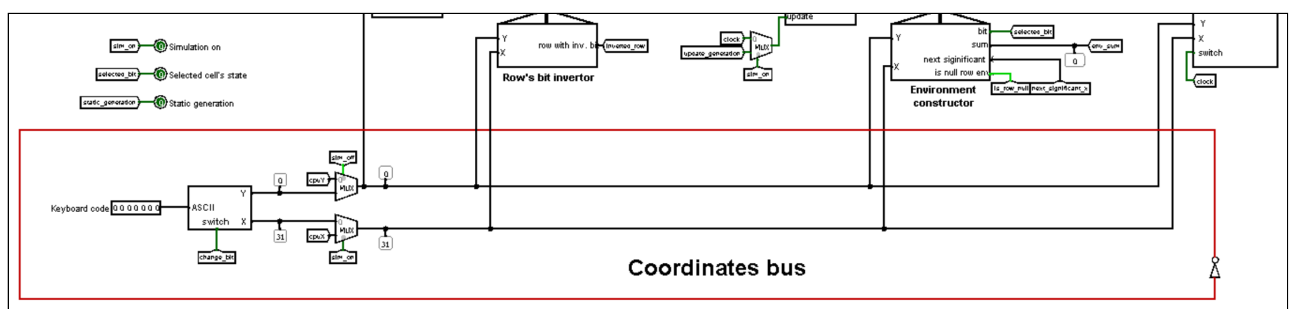 update
Y
X
row with inv. bi
inversed_row
Row's bit invertor
clock
update_generation
MUX
sim_on
Y
X
bit
sum
next siginificant
is null row env
selected_bit
env_sum
0
is_row_null
next_significant_x
Environment
constructor
Y
X
switch
clock
sim_on
Simulation on
selected_bit
Selected cell's state
static_generation
Static generation
Keyboard code
0 0 0 0 0 0 0
ASCII
switch
Y
X
change_bit
0
31
sim_off
cpuY
MUX
0
cpuX
MUX
sim_on
31
Coordinates bus